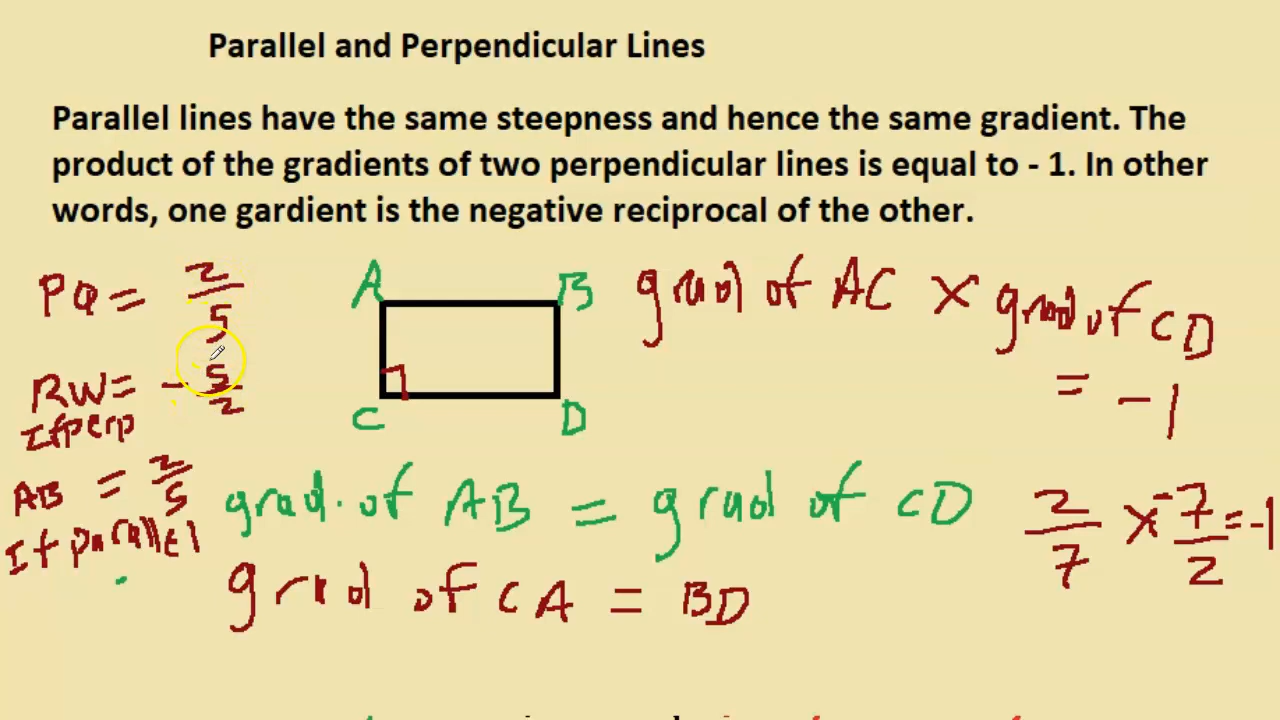 Parallel and Perpendicular Lines
Parallel lines have the same steepness and hence the same gradient. The
product of the gradients of two perpendicular lines is equal to - 1. In other
words, one gardient is the negative reciprocal of the other.
PQ = 2/5
RW = - 5/2
If perp
AB = 2/5
If parallel
A B
C D
grad of AC × grad of CD
= -1
grad. of AB = grad of CD
grad of CA = BD
2/7 × -7/2 = -1